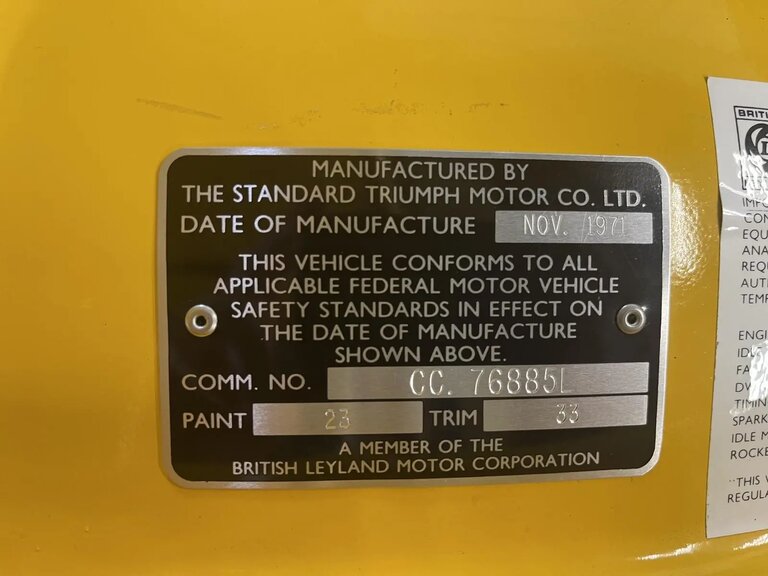 MANUFACTURED BY
THE STANDARD TRIUMPH MOTOR CO. LTD.
DATE OF MANUFACTURE NOV. /1971
THIS VEHICLE CONFORMS TO ALL
APPLICABLE FEDERAL MOTOR VEHICLE
SAFETY STANDARDS IN EFFECT ON
THE DATE OF MANUFACTURE
SHOWN ABOVE.
COMM. NO. CC. 76885L
PAINT 23 TRIM 33
A MEMBER OF THE
BRITISH LEYLAND MOTOR CORPORATION
IDLE M
"THIS